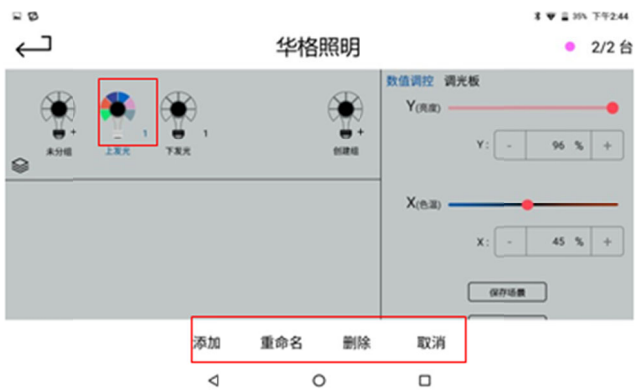 35% 下午2:44
华格照明
2/2 台
数值调控 调光板
未分组
上发光 1
下发光 1
创建组
Y(亮度)
Y: - 96 % +
X(色温)
X: - 45 % +
保存场景
添加 重命名 删除 取消